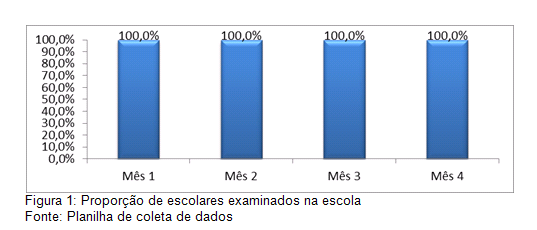 100,0% 100,0% 100,0% 100,0%
100,0%
90,0%
80,0%
70,0%
60,0%
50,0%
40,0%
30,0%
20,0%
10,0%
0,0%
Mês 1 Mês 2 Mês 3 Mês 4
Figura 1: Proporção de escolares examinados na escola
Fonte: Planilha de coleta de dados